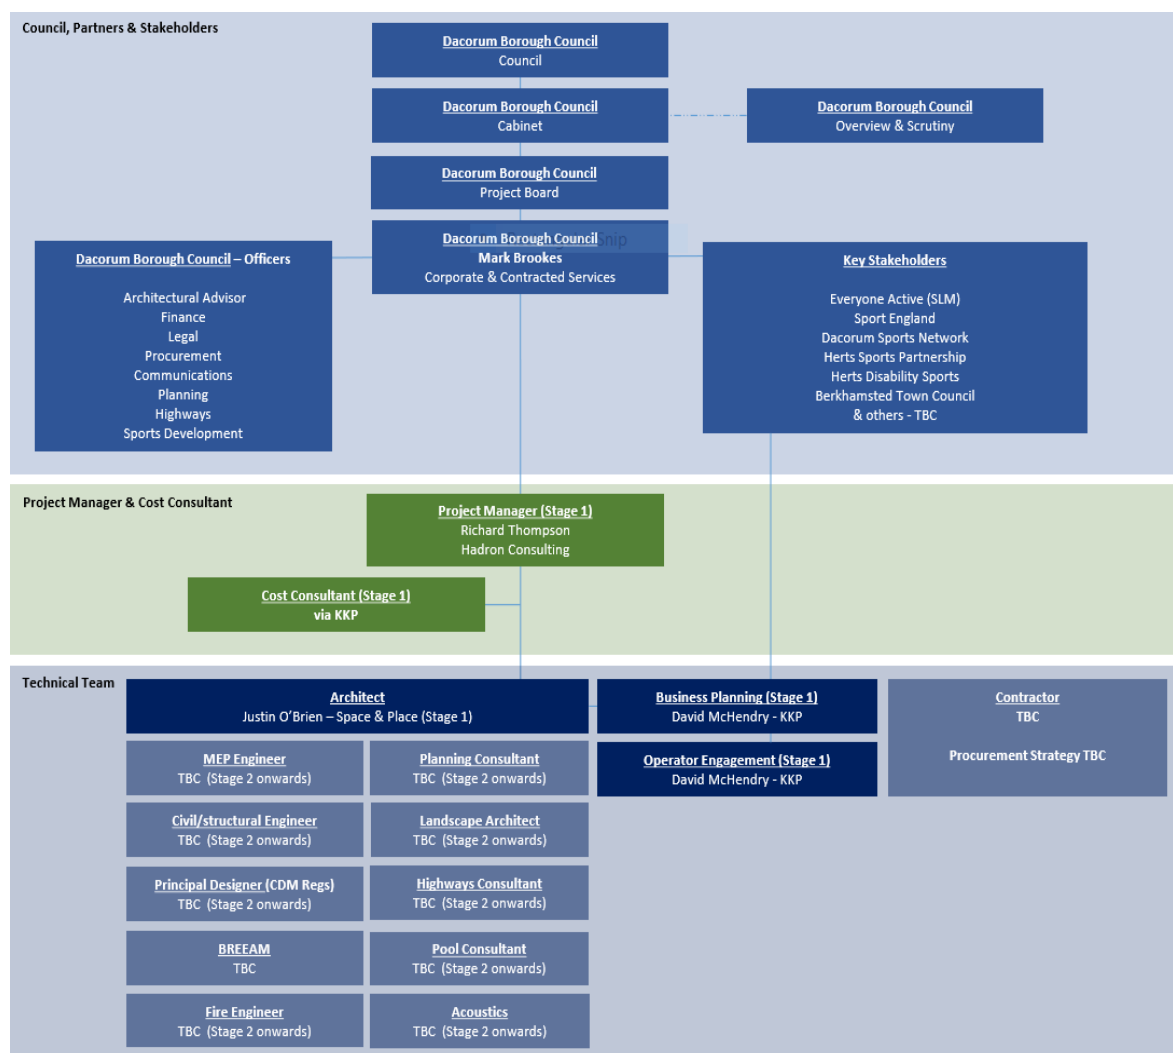 Council, Partners & Stakeholders
Dacorum Borough Council
Council
Dacorum Borough Council
Cabinet
Dacorum Borough Council
Overview & Scrutiny
Dacorum Borough Council
Project Board
Dacorum Borough Council
Mark Brookes
Corporate & Contracted Services
Snip
Dacorum Borough Council – Officers
Architectural Advisor
Finance
Legal
Procurement
Communications
Planning
Highways
Sports Development
Key Stakeholders
Everyone Active (SLM)
Sport England
Dacorum Sports Network
Herts Sports Partnership
Herts Disability Sports
Berkhamsted Town Council
& others - TBC
Project Manager & Cost Consultant
Project Manager (Stage 1)
Richard Thompson
Hadron Consulting
Cost Consultant (Stage 1)
via KKP
Technical Team
Architect
Justin O’Brien – Space & Place (Stage 1)
Business Planning (Stage 1)
David McHendry - KKP
Operator Engagement (Stage 1)
David McHendry - KKP
Contractor
TBC
Procurement Strategy TBC
MEP Engineer
TBC (Stage 2 onwards)
Planning Consultant
TBC (Stage 2 onwards)
Civil/structural Engineer
TBC (Stage 2 onwards)
Landscape Architect
TBC (Stage 2 onwards)
Principal Designer (CDM Regs)
TBC (Stage 2 onwards)
Highways Consultant
TBC (Stage 2 onwards)
BREEAM
TBC
Pool Consultant
TBC (Stage 2 onwards)
Fire Engineer
TBC (Stage 2 onwards)
Acoustics
TBC (Stage 2 onwards)